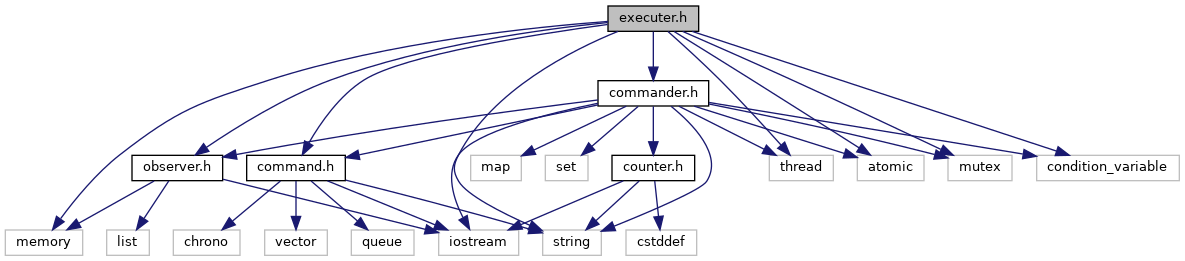 executer.h
commander.h
observer.h
command.h
map
set
counter.h
thread
atomic
mutex
condition_variable
memory
list
chrono
vector
queue
iostream
string
cstddef